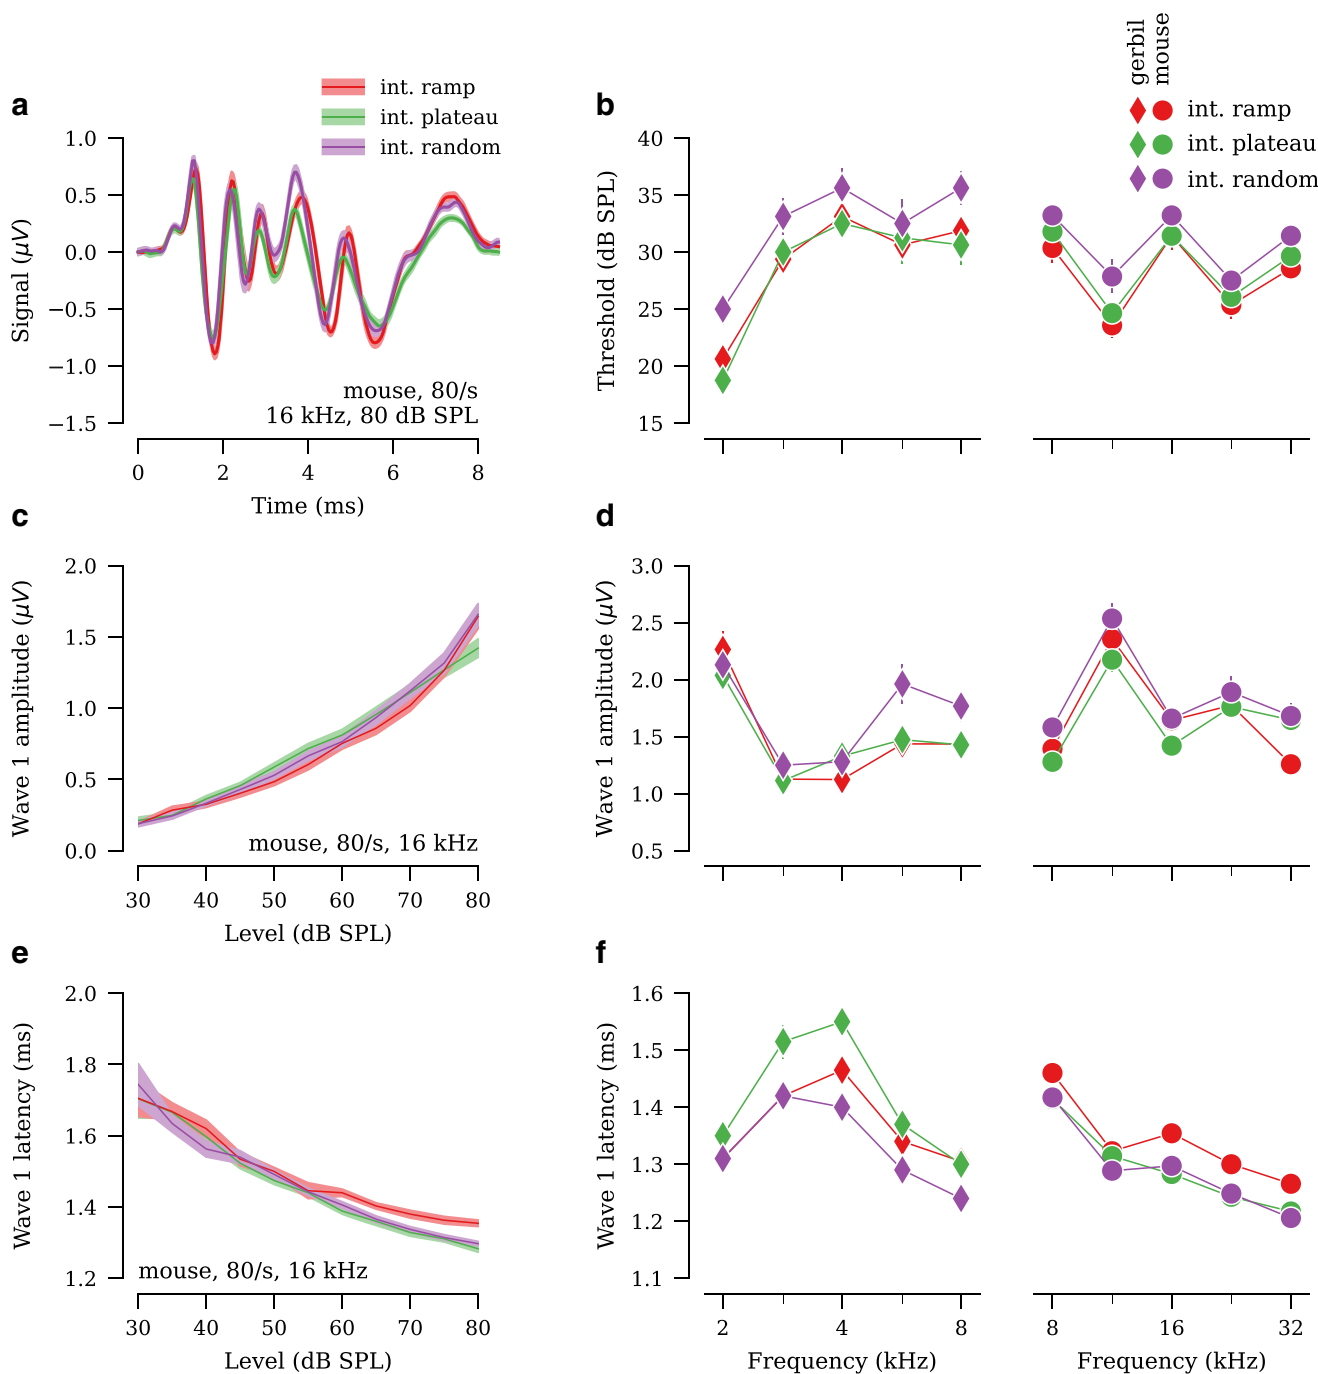 gerbil
mouse
int. ramp
int. plateau
int. random
a
1.0
0.5
0.0
−0.5
−1.0
−1.5
Signal (µV)
int. ramp
int. plateau
int. random
mouse, 80/s
16 kHz, 80 dB SPL
0 2 4 6 8
Time (ms)
b
40
35
30
25
20
15
Threshold (dB SPL)
c
2.0
1.5
1.0
0.5
0.0
Wave 1 amplitude (µV)
mouse, 80/s, 16 kHz
30 40 50 60 70 80
Level (dB SPL)
d
3.0
2.5
2.0
1.5
1.0
0.5
Wave 1 amplitude (µV)
e
2.0
1.8
1.6
1.4
1.2
Wave 1 latency (ms)
mouse, 80/s, 16 kHz
30 40 50 60 70 80
Level (dB SPL)
f
1.6
1.5
1.4
1.3
1.2
1.1
Wave 1 latency (ms)
2 4 8
Frequency (kHz)
8 16 32
Frequency (kHz)